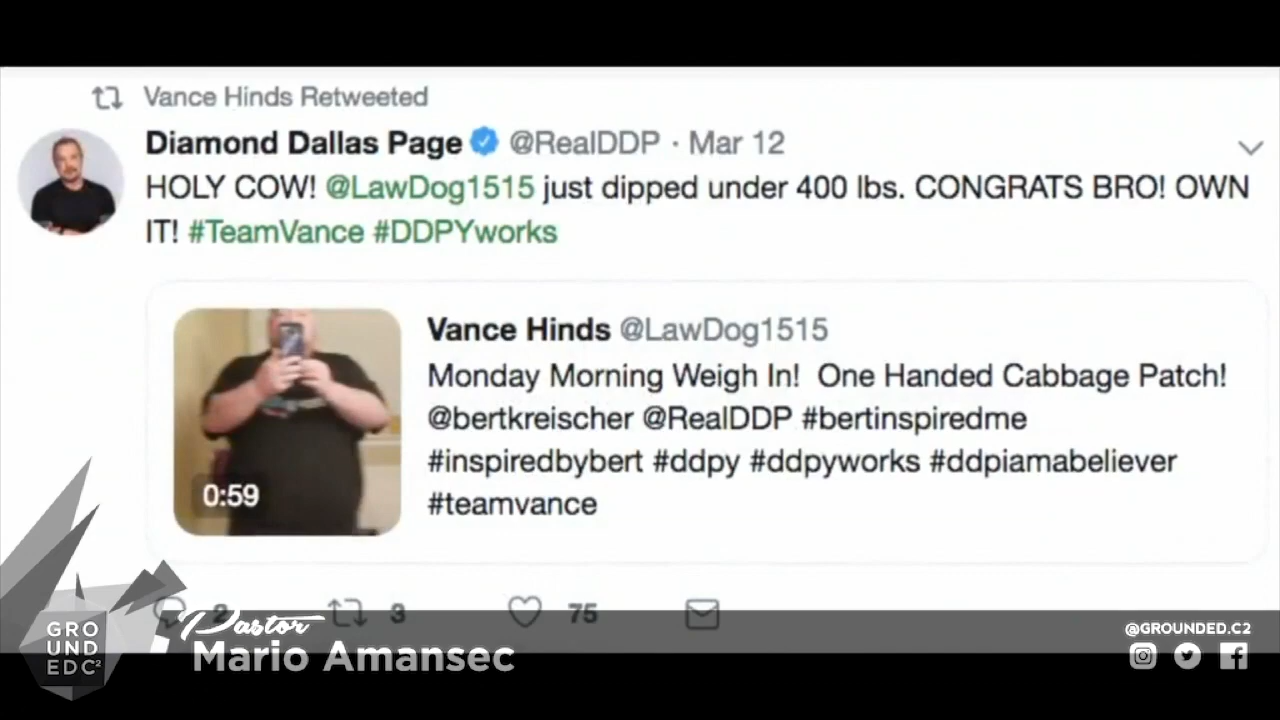 Vance Hinds Retweeted
Diamond Dallas Page @RealDDP · Mar 12
HOLY COW! @LawDog1515 just dipped under 400 lbs. CONGRATS BRO! OWN
IT! #TeamVance #DDPYworks
Vance Hinds @LawDog1515
Monday Morning Weigh In! One Handed Cabbage Patch!
@bertkreischer @RealDDP #bertinspiredme
#inspiredbybert #ddpy #ddpyworks #ddpiamabeliever
#teamvance
0:59
2 3 75
GRO
UND
EDC²
Pastor
Mario Amansec
@GROUNDED.C2